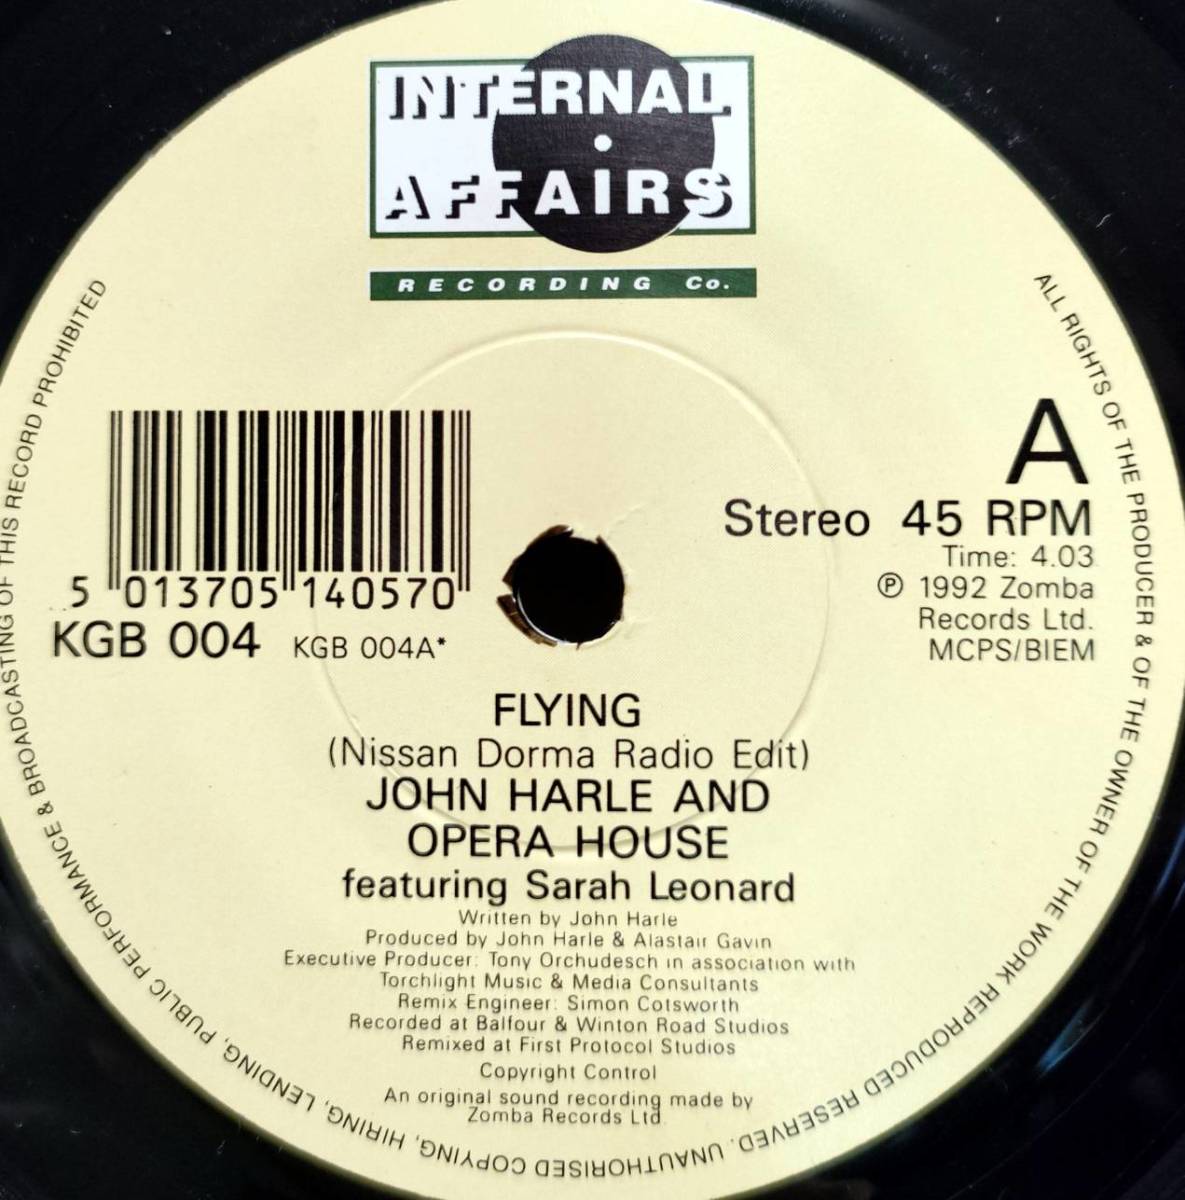 INTERNAL
AFFAIRS
RECORDING Co.
A
Stereo 45 RPM
Time: 4.03
℗ 1992 Zomba
Records Ltd.
MCPS/BIEM
5 013705 140570
KGB 004 KGB 004A*
FLYING
(Nissan Dorma Radio Edit)
JOHN HARLE AND
OPERA HOUSE
featuring Sarah Leonard
Written by John Harle
Produced by John Harle & Alastair Gavin
Executive Producer: Tony Orchudesch in association with
Torchlight Music & Media Consultants
Remix Engineer: Simon Cotsworth
Recorded at Balfour & Winton Road Studios
Remixed at First Protocol Studios
Copyright Control
An original sound recording made by
Zomba Records Ltd.
ALL RIGHTS OF THE PRODUCER & OF THE OWNER OF THE WORK REPRODUCED RESERVED. UNAUTHORISED COPYING, HIRING, LENDING, PUBLIC PERFORMANCE & BROADCASTING OF THIS RECORD PROHIBITED